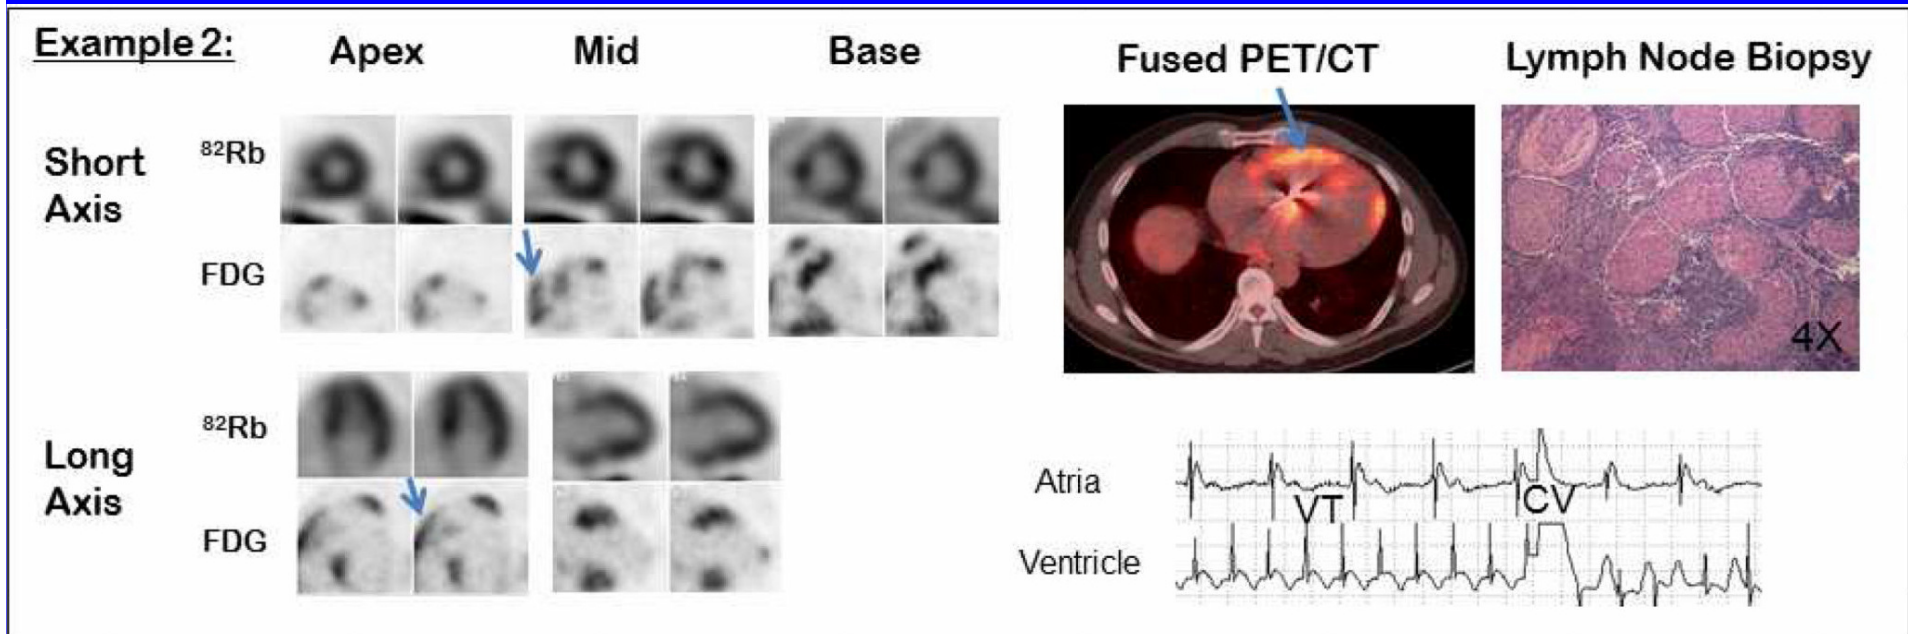 Example 2:
Apex
Mid
Base
Fused PET/CT
Lymph Node Biopsy
Short
Axis
⁸²Rb
FDG
4X
Long
Axis
⁸²Rb
FDG
Atria
VT
CV
Ventricle